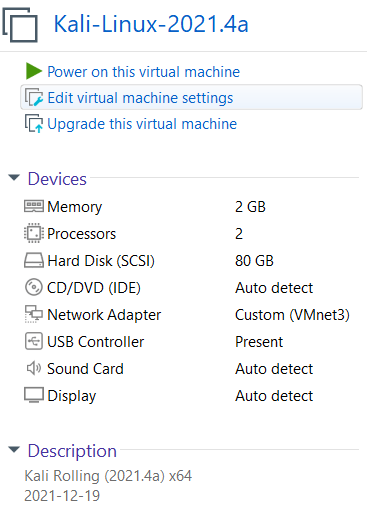 Kali-Linux-2021.4a
Power on this virtual machine
Edit virtual machine settings
Upgrade this virtual machine
Devices
Memory 2 GB
Processors 2
Hard Disk (SCSI) 80 GB
CD/DVD (IDE) Auto detect
Network Adapter Custom (VMnet3)
USB Controller Present
Sound Card Auto detect
Display Auto detect
Description
Kali Rolling (2021.4a) x64
2021-12-19